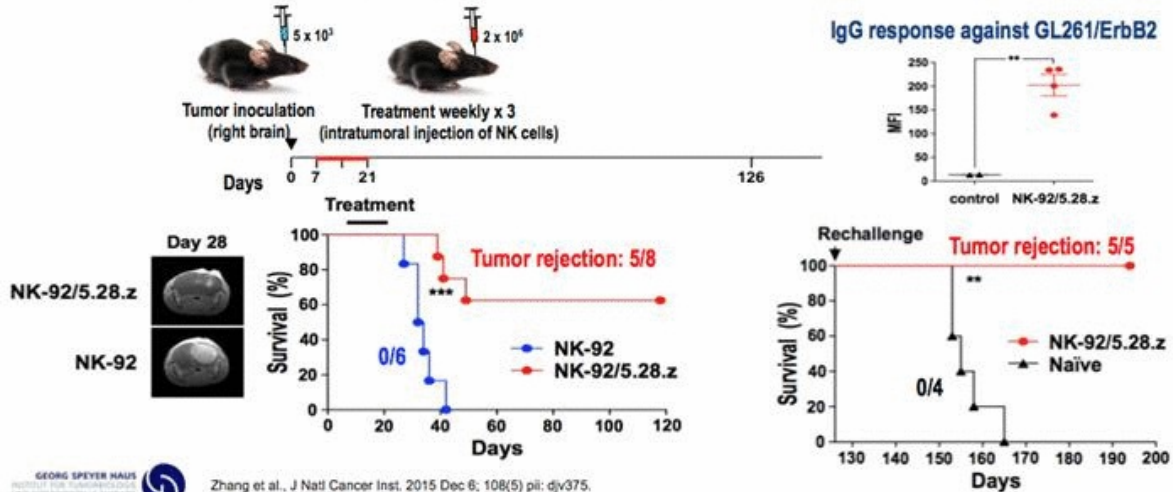 5 x 10³
2 x 10⁶
Tumor inoculation
(right brain)
Treatment weekly x 3
(intratumoral injection of NK cells)
Days
0 7 21 126
IgG response against GL261/ErbB2
**
250
200
150
100
50
0
MFI
control NK-92/5.28.z
Day 28
NK-92/5.28.z
NK-92
Treatment
100
80
60
40
20
0
Survival (%)
Tumor rejection: 5/8
***
0/6
NK-92
NK-92/5.28.z
0 20 40 60 80 100 120
Days
Rechallenge
Tumor rejection: 5/5
100
80
60
40
20
0
Survival (%)
**
0/4
NK-92/5.28.z
Naïve
130 140 150 160 170 180 190 200
Days
GEORG SPEYER HAUS
INSTITUT FÜR TUMORBIOLOGIE
Zhang et al., J Natl Cancer Inst. 2015 Dec 6; 108(5) pii: djv375.